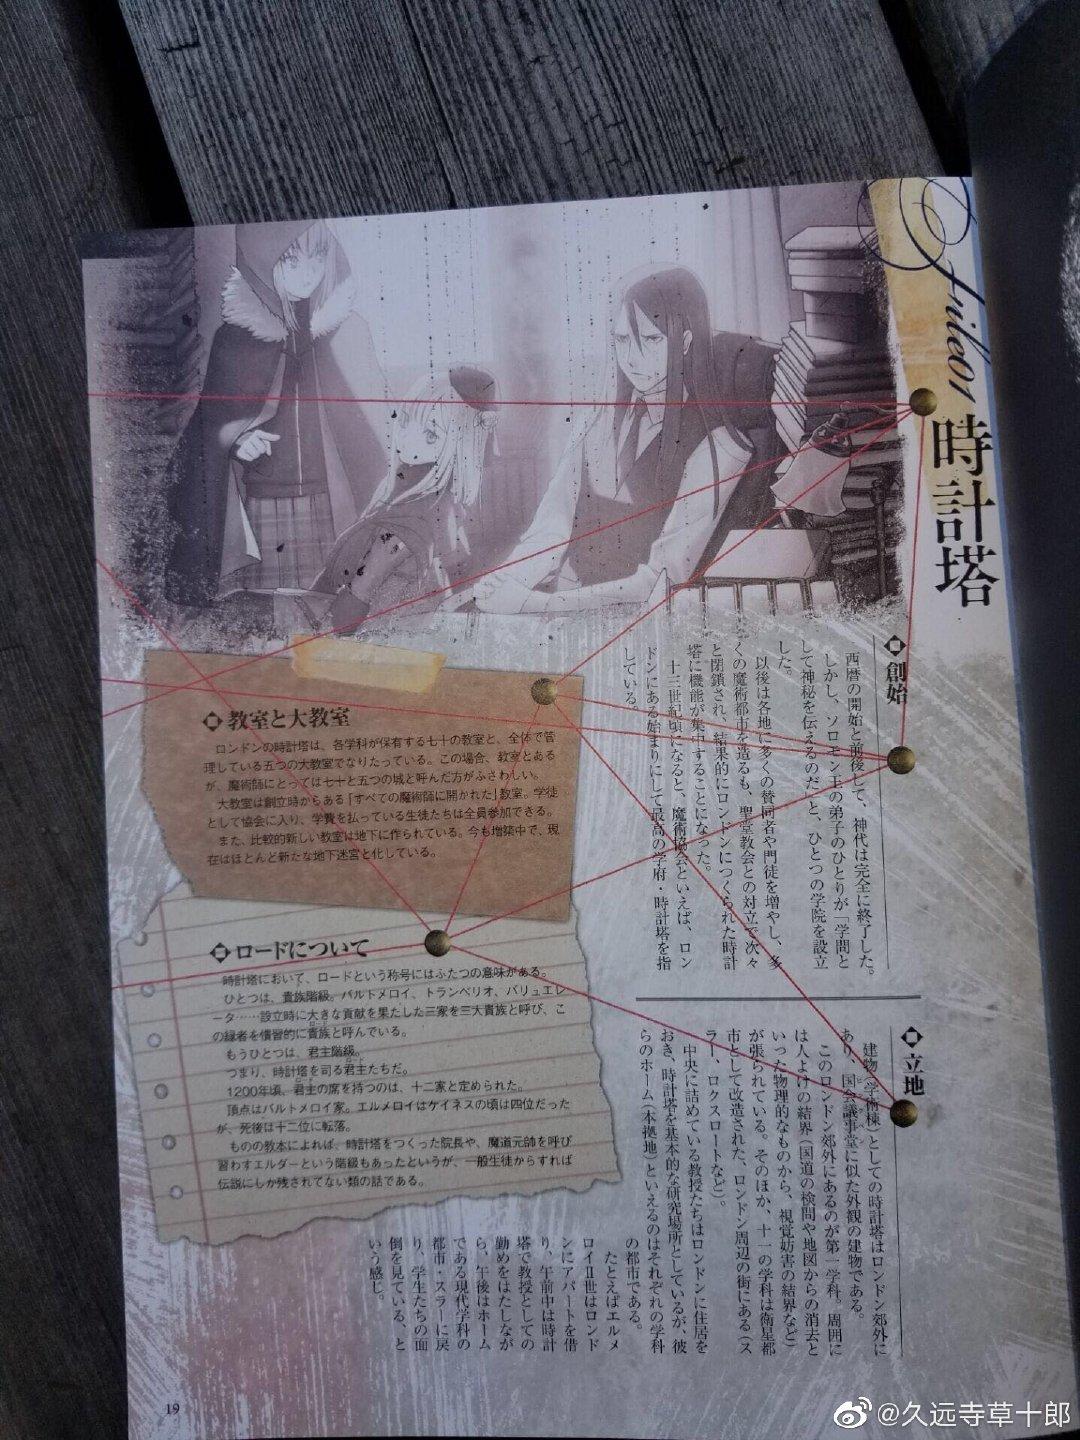 File01
時計塔
創始
西暦の開始と前後して、神代は完全に終了した。
しかし、ソロモン王の弟子のひとりが「学問と
して神秘を伝えるのだ」と、ひとつの学院を設立
した。
以後は各地に多くの賛同者や門徒を増やし、多
くの魔術都市を造るも、聖堂教会との対立で次々
と閉鎖され、結果的にロンドンにつくられた時計
塔に機能が集中することになった。
十三世紀頃になると、魔術協会といえば、ロン
ドンにある始まりにして最高の学府・時計塔を指
している。
立地
建物(学術棟)としての時計塔はロンドン郊外に
あり、国会議事堂に似た外観の建物である。
このロンドン郊外にあるのが第一学科。周囲に
は人よけの結界(国道の検問や地図からの消去と
いった物理的なものから、視覚妨害の結界など)
が張られている。そのほか、十一の学科は衛星都
市として改造された、ロンドン周辺の街にある(ス
ラー、ロクスロートなど)。
中央に詰めている教授たちはロンドンに住居を
おき、時計塔を基本的な研究場所としているが、彼
らのホーム(本拠地)といえるのはそれぞれの学科
の都市である。
たとえばエルメ
ロイⅡ世はロンド
ンにアパートを借
り、午前中は時計
塔で教授としての
勤めをはたしなが
ら、午後はホーム
である現代学科の
都市・スラーに戻
り、学生たちの面
倒を見ている、と
いう感じ。
教室と大教室
ロンドンの時計塔は、各学科が保有する七十の教室と、全体で管
理している五つの大教室でなりたっている。この場合、教室とある
が、魔術師にとっては七十と五つの城と呼んだ方がふさわしい。
大教室は創立時からある「すべての魔術師に開かれた」教室。学徒
として協会に入り、学費を払っている生徒たちは全員参加できる。
また、比較的新しい教室は地下に作られている。今も増築中で、現
在はほとんど新たな地下迷宮と化している。
ロードについて
時計塔において、ロードという称号にはふたつの意味がある。
ひとつは、貴族階級。バルトメロイ、トランベリオ、バリュエレ
ータ……設立時に大きな貢献を果たした三家を三大貴族と呼び、こ
の縁者を慣習的に貴族と呼んでいる。
もうひとつは、君主階級。
つまり、時計塔を司る君主たちだ。
1200年頃、君主の席を持つのは、十二家と定められた。
頂点はバルトメロイ家。エルメロイはケイネスの頃は四位だった
が、死後は十二位に転落。
ものの教本によれば、時計塔をつくった院長や、魔道元帥を呼び
習わすエルダーという階級もあったというが、一般生徒からすれば
伝説にしか残されてない類の話である。
19
@久远寺草十郎